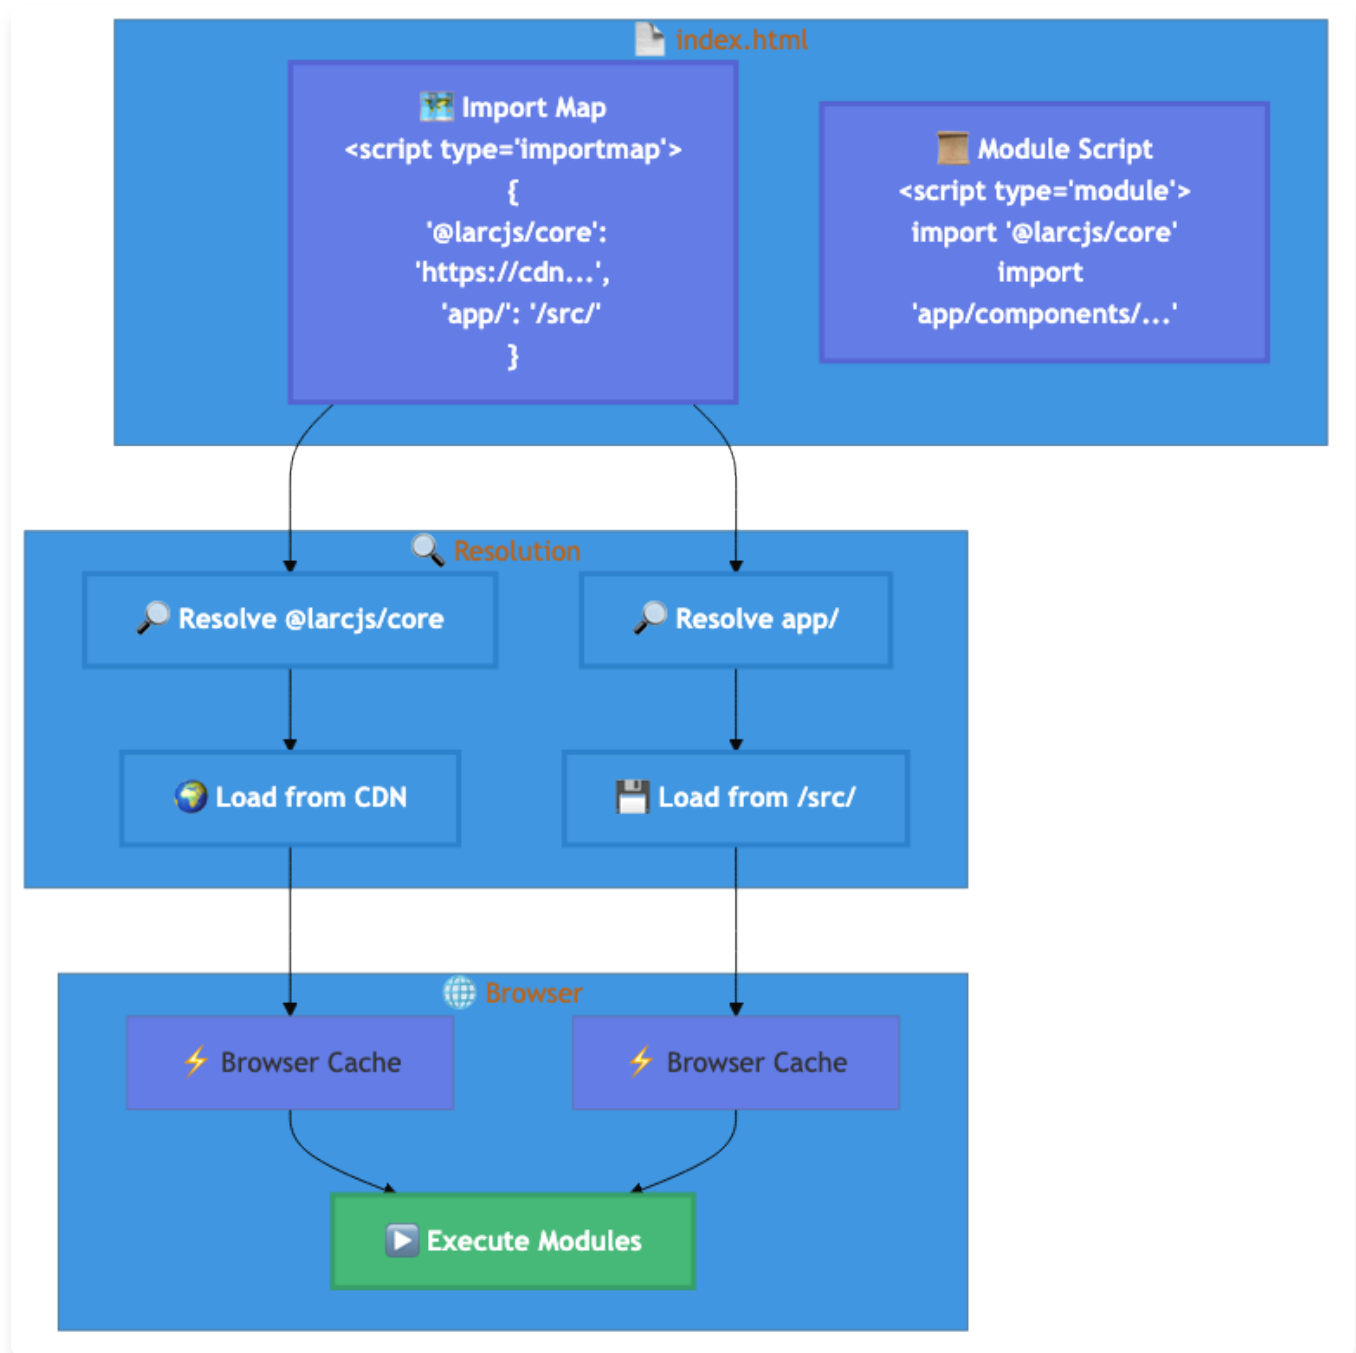 index.html
Import Map
<script type='importmap'>
{
'@larcjs/core':
'https://cdn...',
'app/': '/src/'
}
Module Script
<script type='module'>
import '@larcjs/core'
import
'app/components/...'
Resolution
Resolve @larcjs/core
Resolve app/
Load from CDN
Load from /src/
Browser
Browser Cache
Browser Cache
Execute Modules